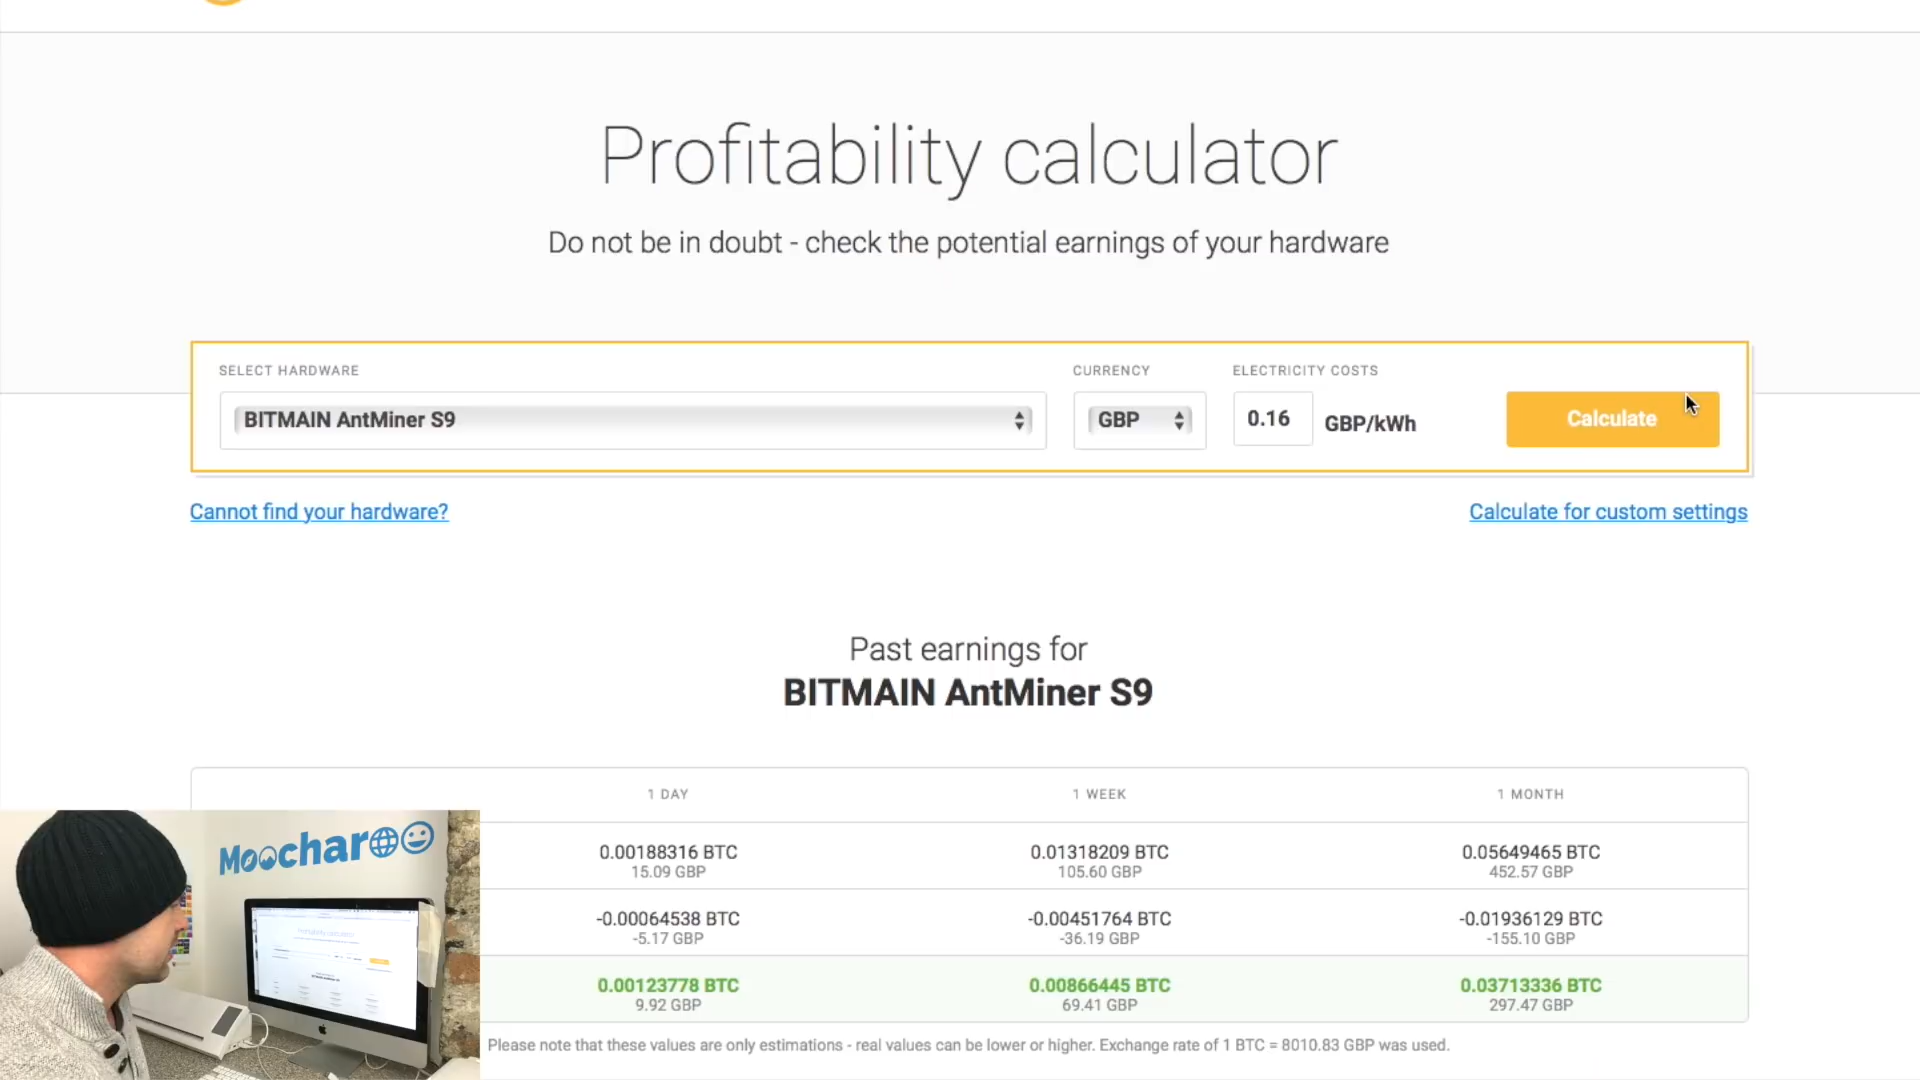 Profitability calculator
Do not be in doubt - check the potential earnings of your hardware
SELECT HARDWARE
CURRENCY
ELECTRICITY COSTS
BITMAIN AntMiner S9
GBP
0.16
GBP/kWh
Calculate
Cannot find your hardware?
Calculate for custom settings
Past earnings for
BITMAIN AntMiner S9
1 DAY
1 WEEK
1 MONTH
0.00188316 BTC
0.01318209 BTC
0.05649465 BTC
15.09 GBP
105.60 GBP
452.57 GBP
-0.00064538 BTC
-0.00451764 BTC
-0.01936129 BTC
-5.17 GBP
-36.19 GBP
-155.10 GBP
0.00123778 BTC
0.00866445 BTC
0.03713336 BTC
9.92 GBP
69.41 GBP
297.47 GBP
Please note that these values are only estimations - real values can be lower or higher. Exchange rate of 1 BTC = 8010.83 GBP was used.
Moocharoo